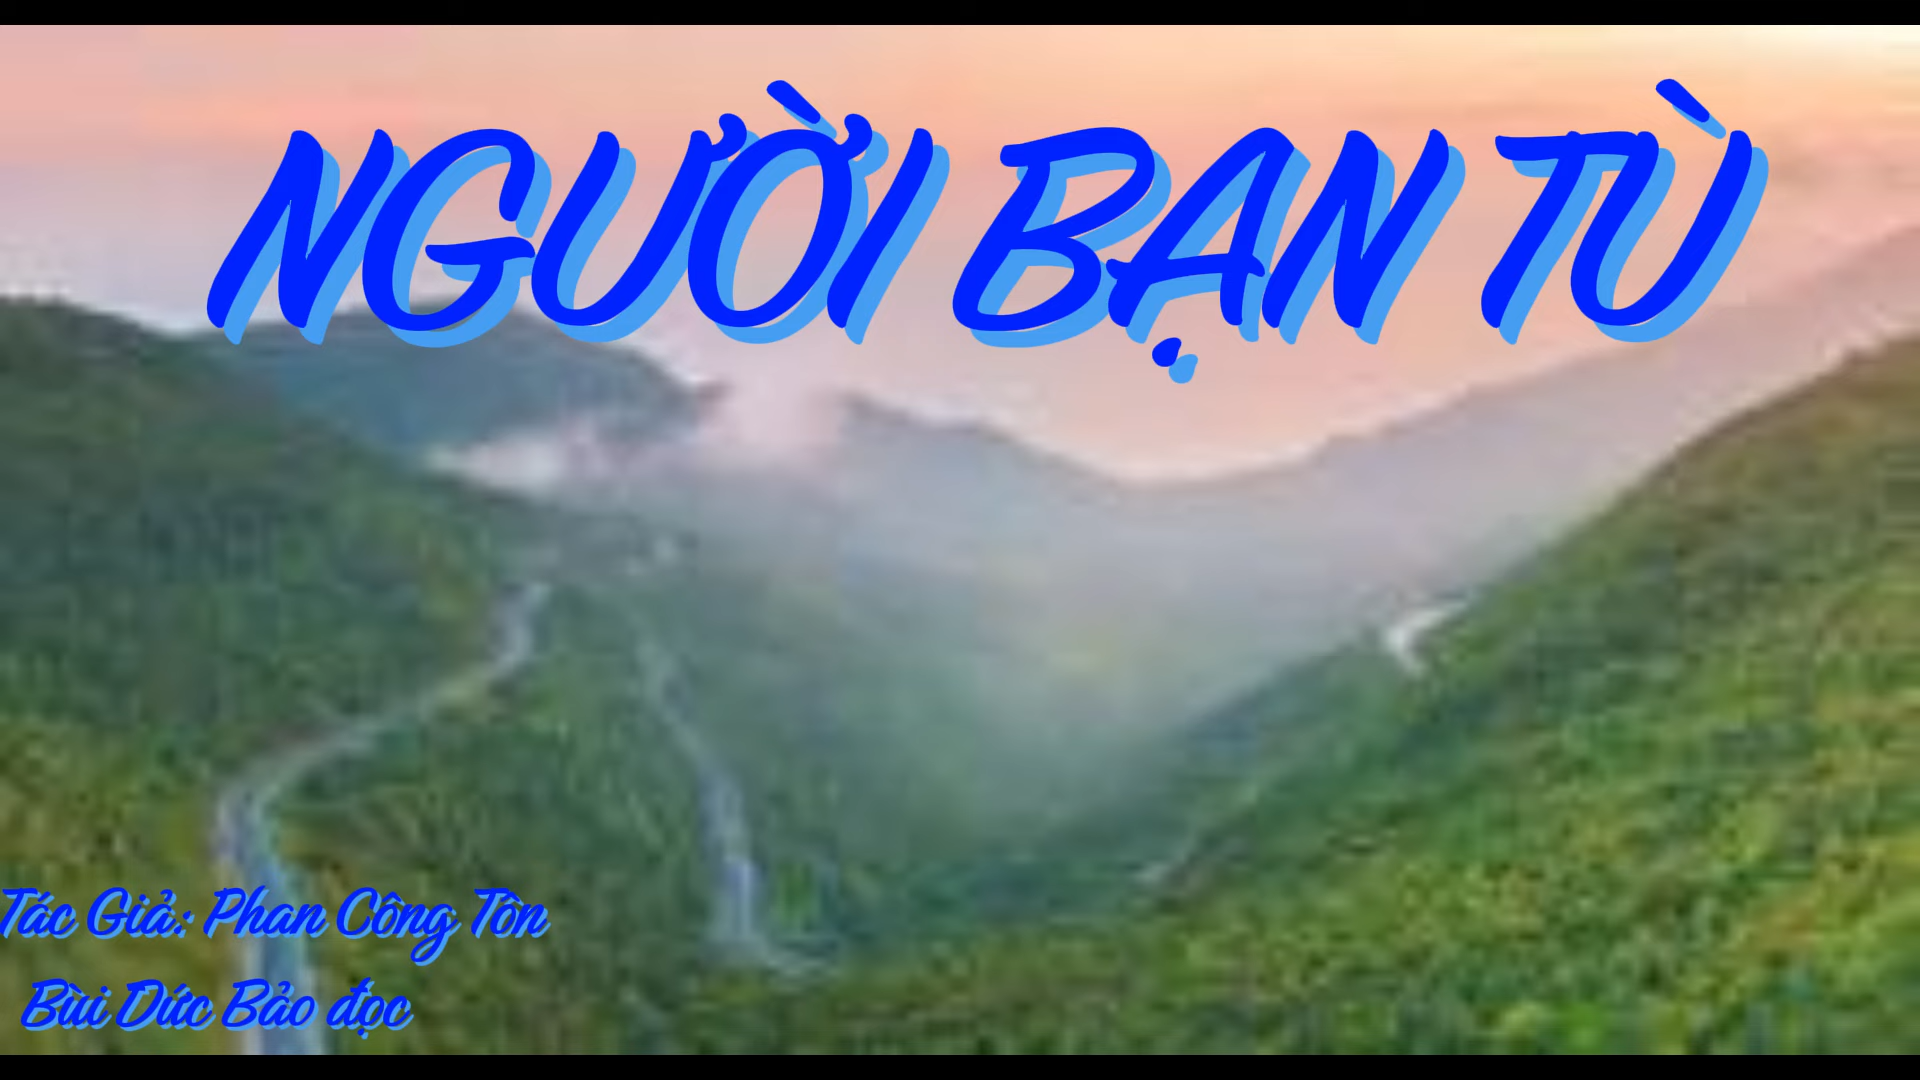 NGƯỜI BẠN TÙ
Tác Giả: Phan Công Tôn
Bùi Đức Bảo đọc